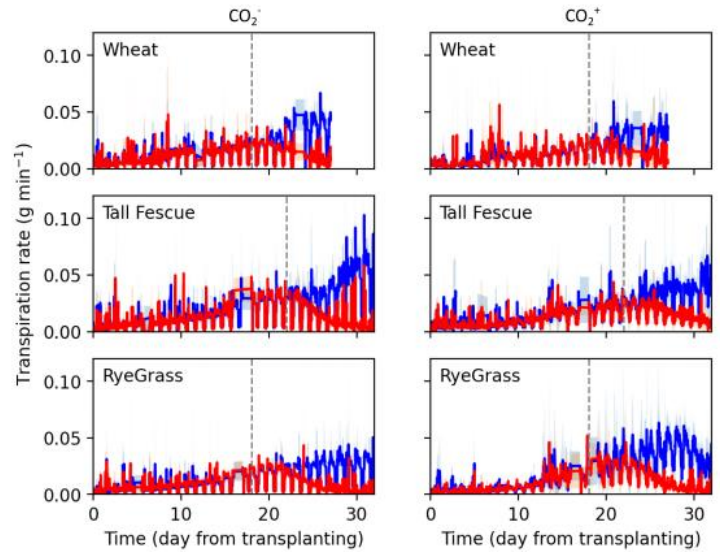 CO₂⁻ CO₂⁺
Transpiration rate (g min⁻¹)
0.10 Wheat Wheat
0.05
0.00
0.10 Tall Fescue Tall Fescue
0.05
0.00
0.10 RyeGrass RyeGrass
0.05
0.00
0 10 20 30 0 10 20 30
Time (day from transplanting) Time (day from transplanting)